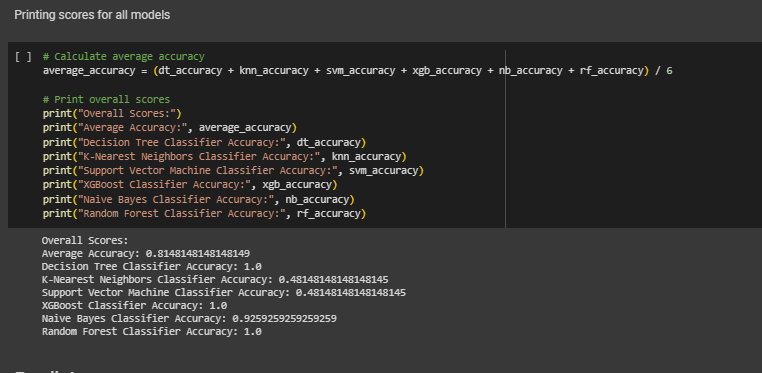 Printing scores for all models
[ ] # Calculate average accuracy
average_accuracy = (dt_accuracy + knn_accuracy + svm_accuracy + xgb_accuracy + nb_accuracy + rf_accuracy) / 6
# Print overall scores
print("Overall Scores:")
print("Average Accuracy:", average_accuracy)
print("Decision Tree Classifier Accuracy:", dt_accuracy)
print("K-Nearest Neighbors Classifier Accuracy:", knn_accuracy)
print("Support Vector Machine Classifier Accuracy:", svm_accuracy)
print("XGBoost Classifier Accuracy:", xgb_accuracy)
print("Naive Bayes Classifier Accuracy:", nb_accuracy)
print("Random Forest Classifier Accuracy:", rf_accuracy)
Overall Scores:
Average Accuracy: 0.8148148148148149
Decision Tree Classifier Accuracy: 1.0
K-Nearest Neighbors Classifier Accuracy: 0.48148148148148145
Support Vector Machine Classifier Accuracy: 0.48148148148148145
XGBoost Classifier Accuracy: 1.0
Naive Bayes Classifier Accuracy: 0.9259259259259259
Random Forest Classifier Accuracy: 1.0